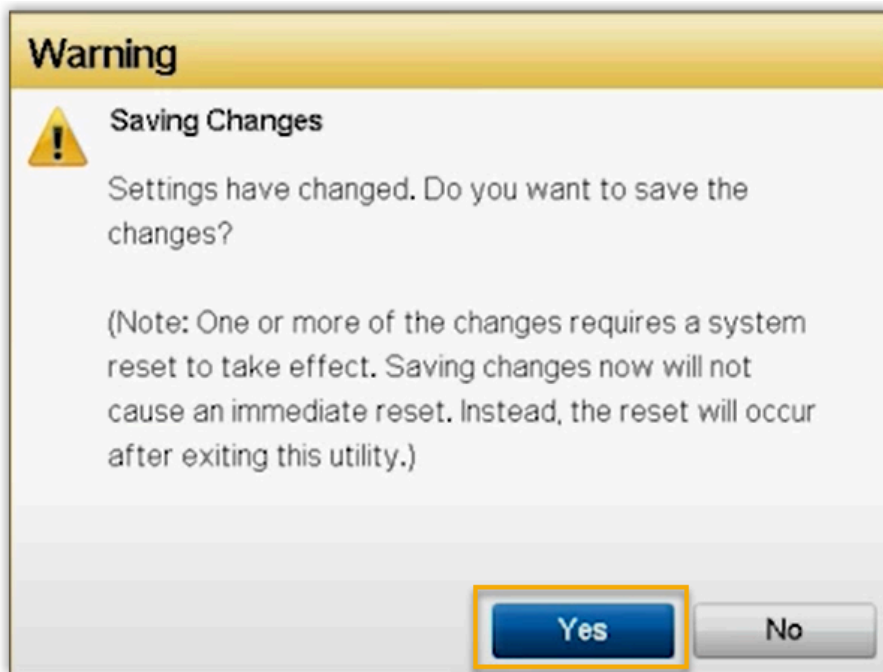 Warning
Saving Changes
Settings have changed. Do you want to save the
changes?
(Note: One or more of the changes requires a system
reset to take effect. Saving changes now will not
cause an immediate reset. Instead, the reset will occur
after exiting this utility.)
Yes No